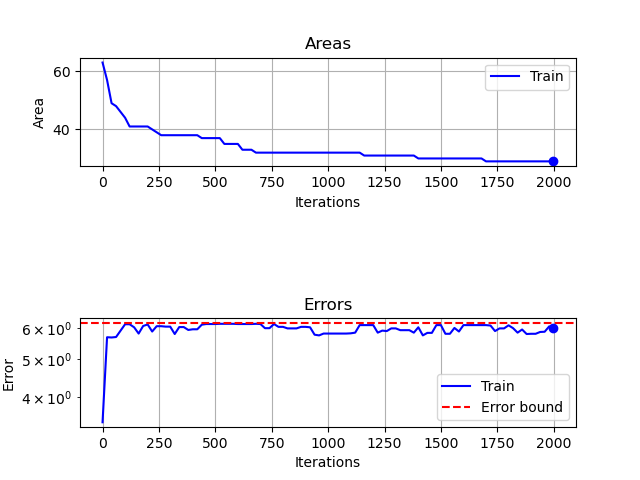 Areas
60
40
Area
Train
0 250 500 750 1000 1250 1500 1750 2000
Iterations
Errors
6 × 10⁰
5 × 10⁰
4 × 10⁰
Error
Train
Error bound
0 250 500 750 1000 1250 1500 1750 2000
Iterations